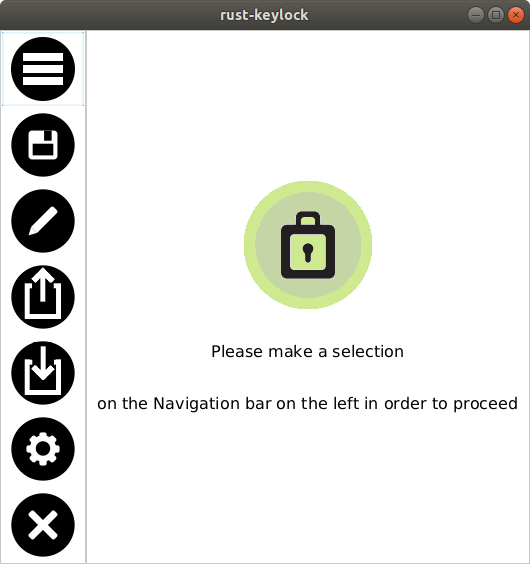 rust-keylock
Please make a selection
on the Navigation bar on the left in order to proceed